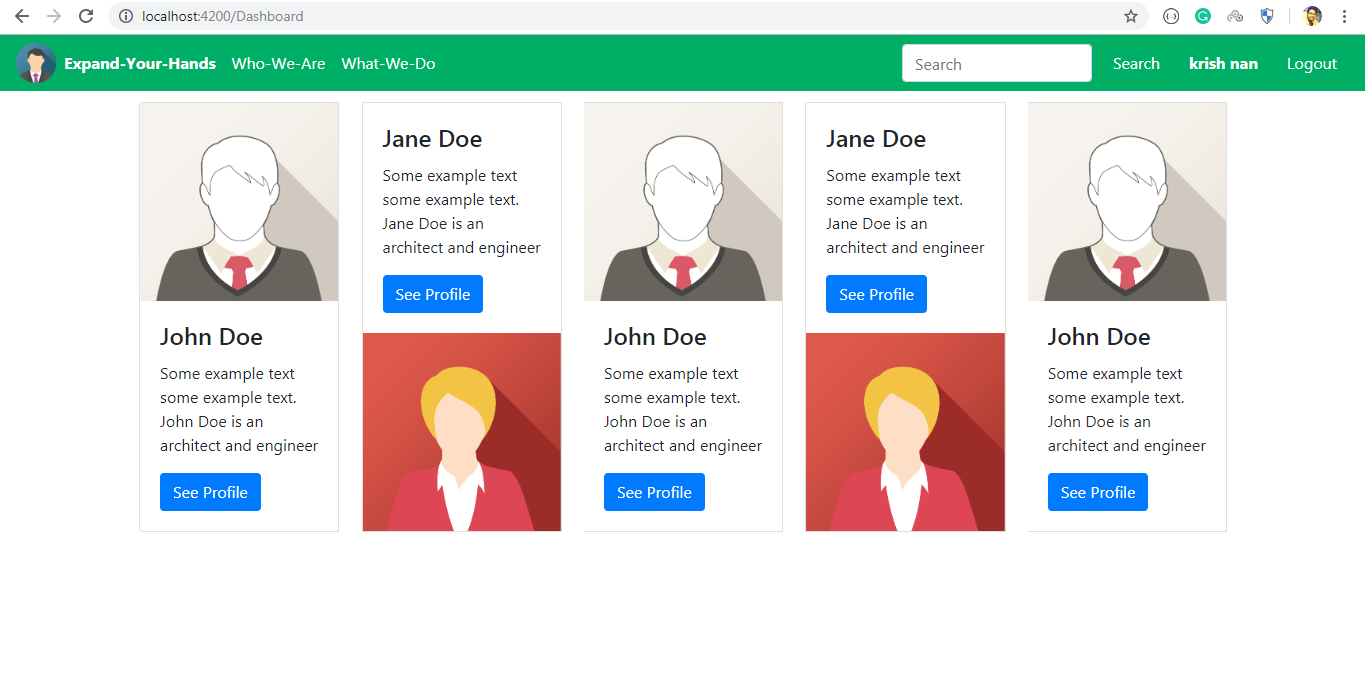 localhost:4200/Dashboard
Expand-Your-Hands Who-We-Are What-We-Do Search Search krish nan Logout
John Doe
Some example text
some example text.
John Doe is an
architect and engineer
See Profile
Jane Doe
Some example text
some example text.
Jane Doe is an
architect and engineer
See Profile
John Doe
Some example text
some example text.
John Doe is an
architect and engineer
See Profile
Jane Doe
Some example text
some example text.
Jane Doe is an
architect and engineer
See Profile
John Doe
Some example text
some example text.
John Doe is an
architect and engineer
See Profile